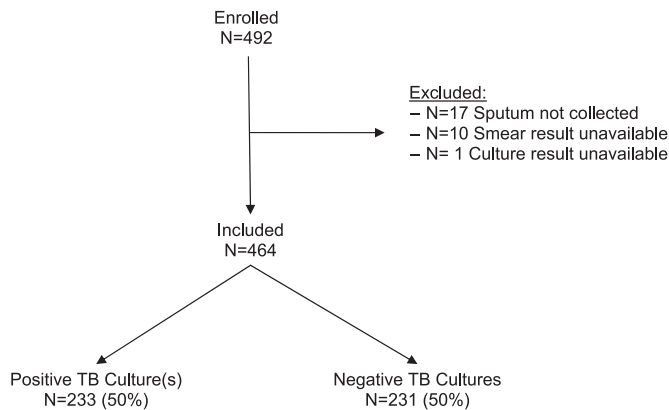 Enrolled
N=492
Excluded:
– N=17 Sputum not collected
– N=10 Smear result unavailable
– N= 1 Culture result unavailable
Included
N=464
Positive TB Culture(s)
N=233 (50%)
Negative TB Cultures
N=231 (50%)